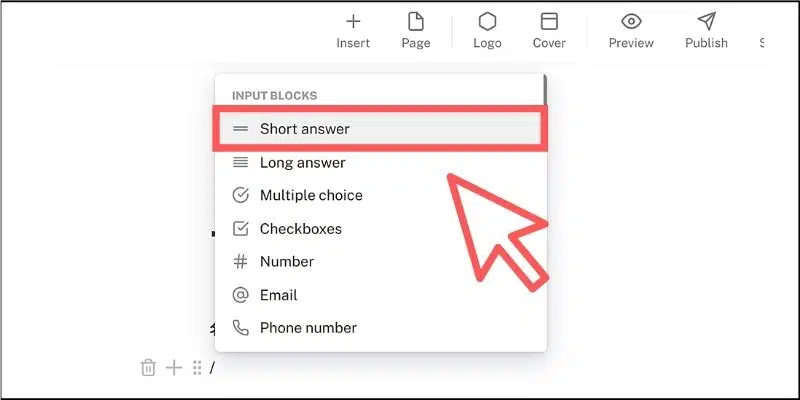 Insert Page Logo Cover Preview Publish
INPUT BLOCKS
Short answer
Long answer
Multiple choice
Checkboxes
Number
Email
Phone number
/